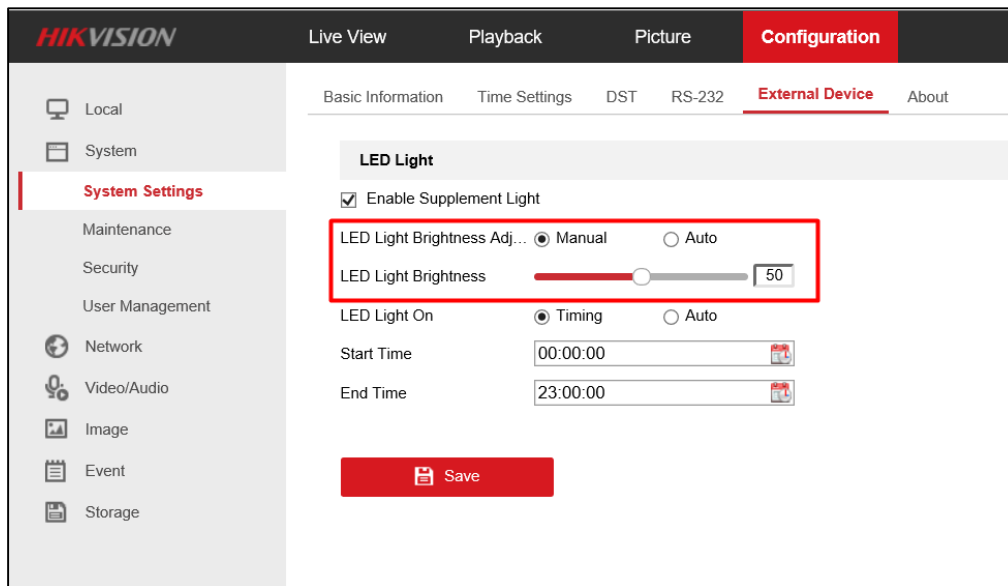 HIKVISION
Live View Playback Picture Configuration
Basic Information Time Settings DST RS-232 External Device About
Local
System
System Settings
Maintenance
Security
User Management
Network
Video/Audio
Image
Event
Storage
LED Light
Enable Supplement Light
LED Light Brightness Adj... Manual Auto
LED Light Brightness 50
LED Light On Timing Auto
Start Time 00:00:00
End Time 23:00:00
Save